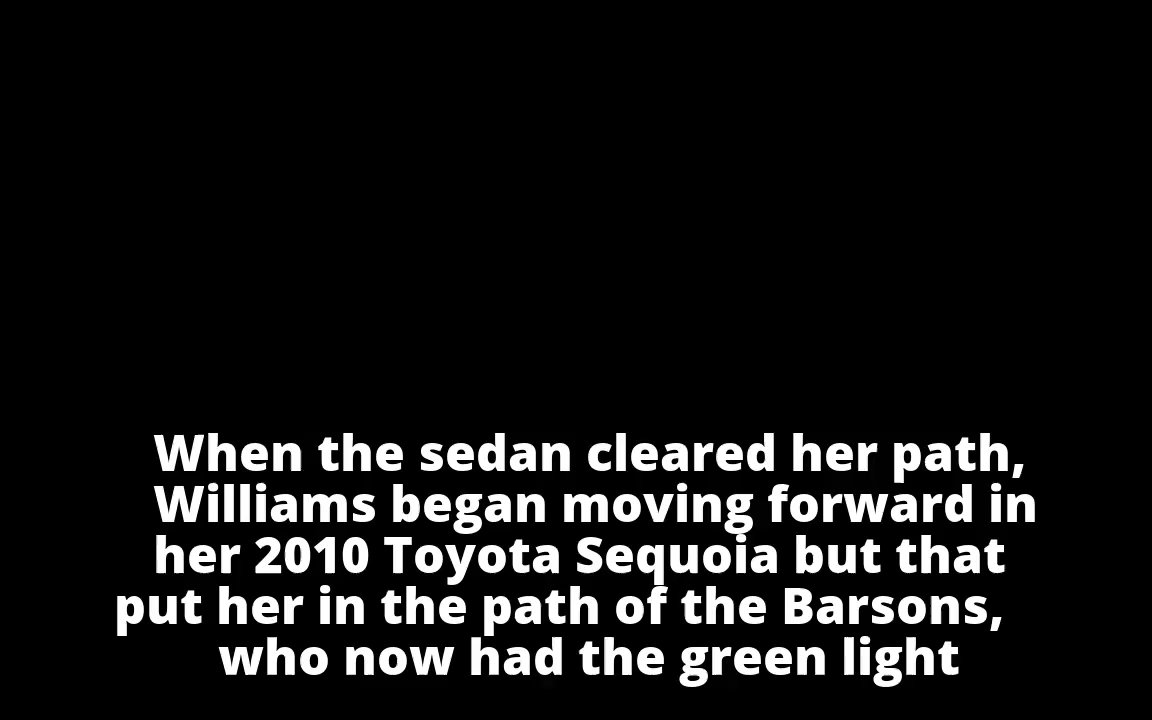 When the sedan cleared her path,
Williams began moving forward in
her 2010 Toyota Sequoia but that
put her in the path of the Barsons,
who now had the green light